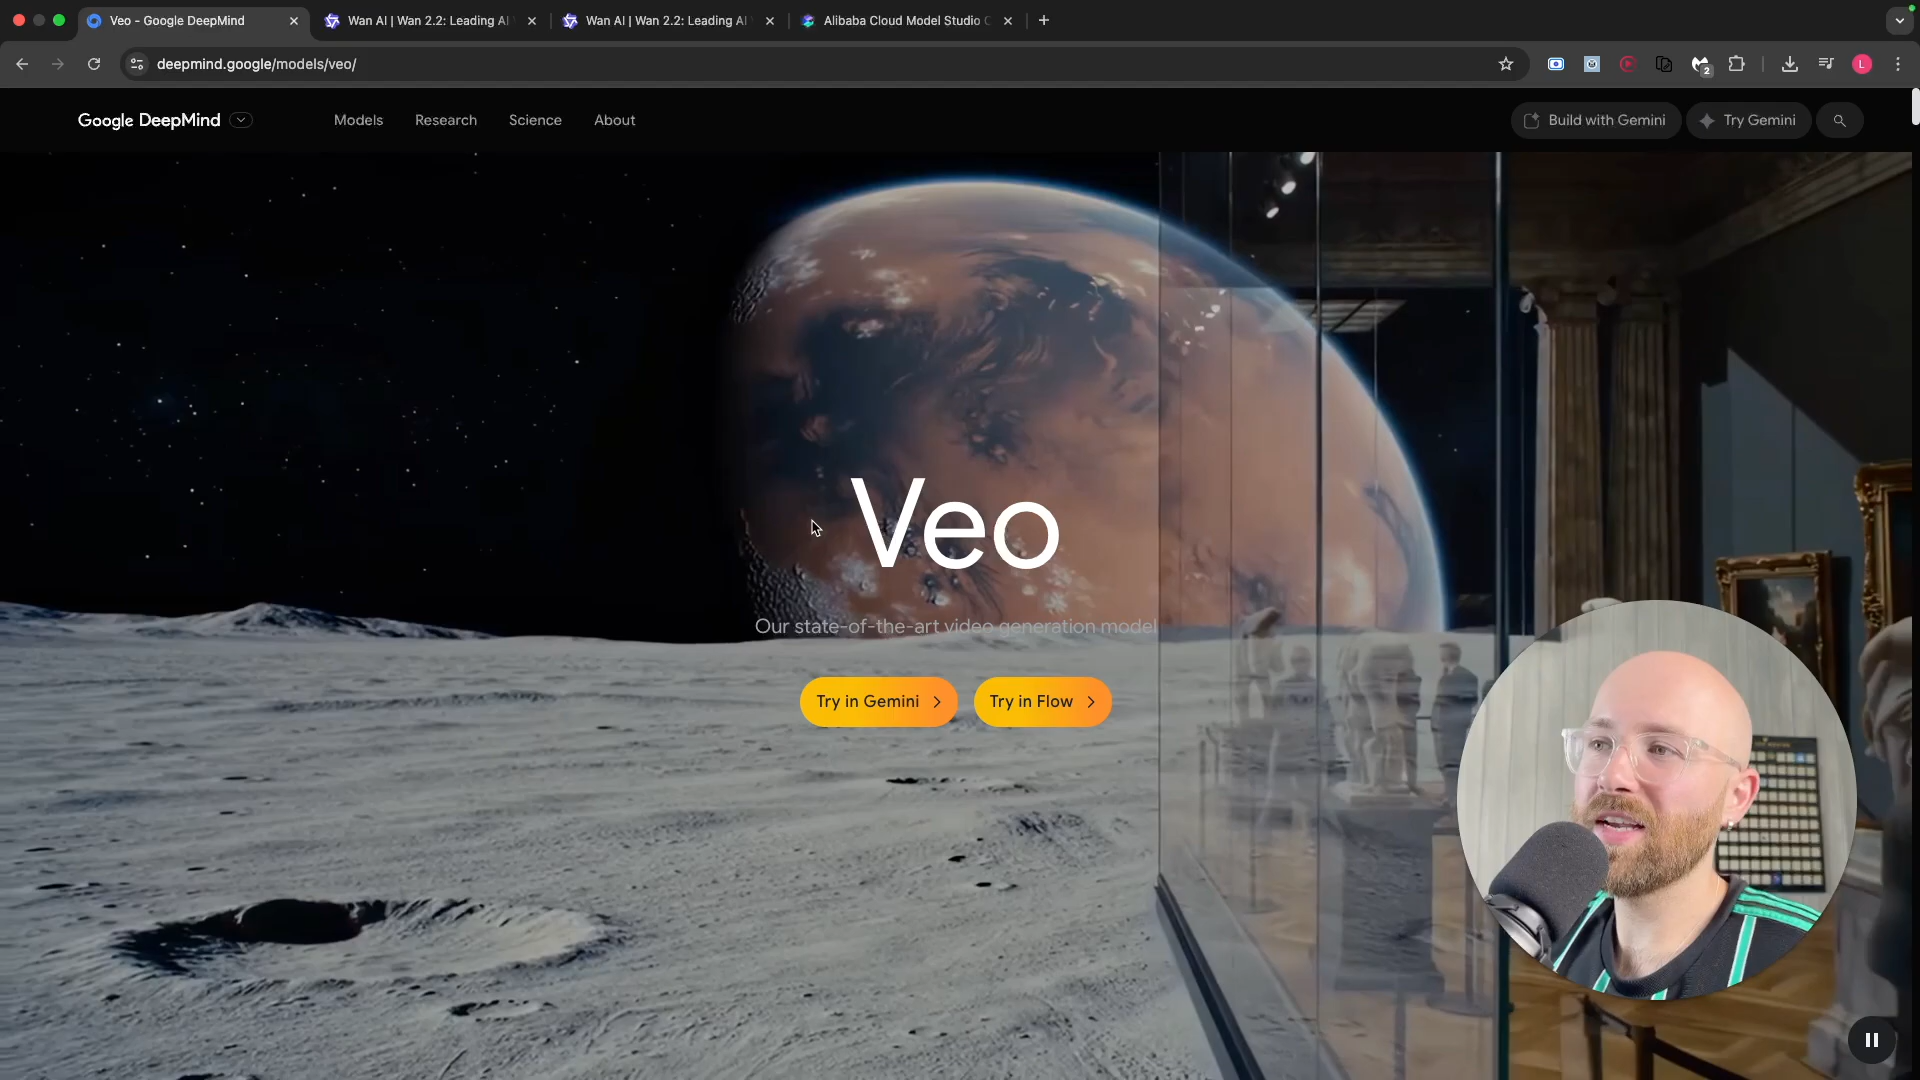 Veo - Google DeepMind
Wan AI | Wan 2.2: Leading AI
Wan AI | Wan 2.2: Leading AI
Alibaba Cloud Model Studio C
deepmind.google/models/veo/
2
L
Google DeepMind
Models
Research
Science
About
Build with Gemini
Try Gemini
Veo
Our state-of-the-art video generation model
Try in Gemini
Try in Flow